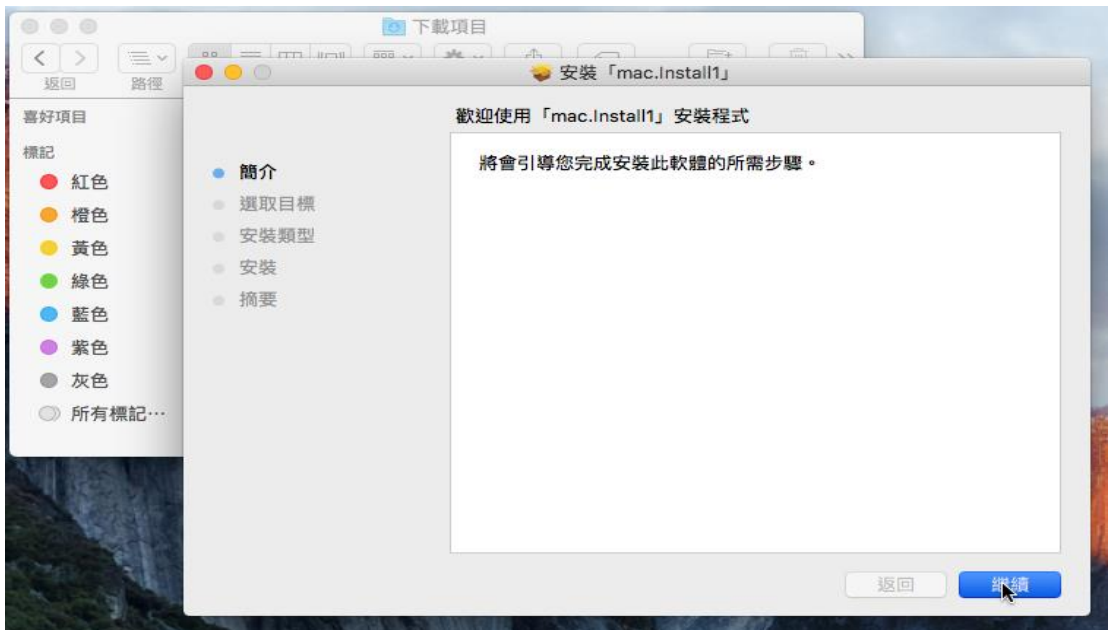 下載項目
返回
路徑
安裝「mac.Install1」
喜好項目
標記
紅色
橙色
黃色
綠色
藍色
紫色
灰色
所有標記⋯
歡迎使用「mac.Install1」安裝程式
簡介
選取目標
安裝類型
安裝
摘要
將會引導您完成安裝此軟體的所需步驟。
返回
繼續